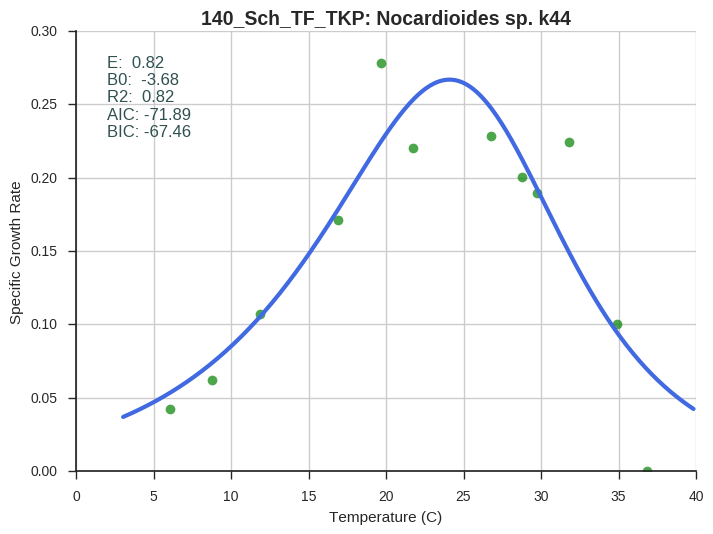 140_Sch_TF_TKP: Nocardioides sp. k44
E: 0.82
B0: -3.68
R2: 0.82
AIC: -71.89
BIC: -67.46
0.30
0.25
0.20
0.15
0.10
0.05
0.00
Specific Growth Rate
0 5 10 15 20 25 30 35 40
Temperature (C)